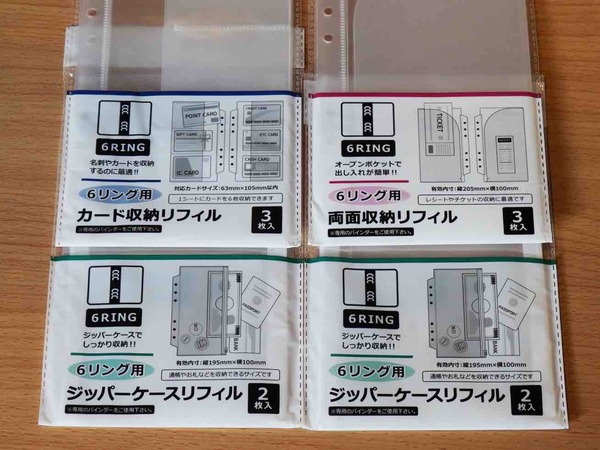 6RING
名刺やカードを収納
するのに最適!!
POINT CARD
CREDIT CARD
GIFT CARD
ETC CARD
IC CARD
CASH CARD
対応カードサイズ:63mm×105mm以内
1シートにカードを6枚収納できます
6リング用
カード収納リフィル
3枚入
※専用のバインダーをご使用下さい。
6RING
オープンポケットで
出し入れが簡単!!
TICKET
有効内寸:縦205mm×横100mm
レシートやチケットの収納に最適です
6リング用
両面収納リフィル
3枚入
※専用のバインダーをご使用下さい。
6RING
ジッパーケースで
しっかり収納!!
PASSPORT
BANK
有効内寸:縦195mm×横100mm
通帳やお札などを収納できるサイズです
6リング用
ジッパーケースリフィル
2枚入
※専用のバインダーをご使用下さい。
6RING
ジッパーケースで
しっかり収納!!
PASSPORT
BANK
有効内寸:縦195mm×横100mm
通帳やお札などを収納できるサイズです
6リング用
ジッパーケースリフィル
2枚入
※専用のバインダーをご使用下さい。